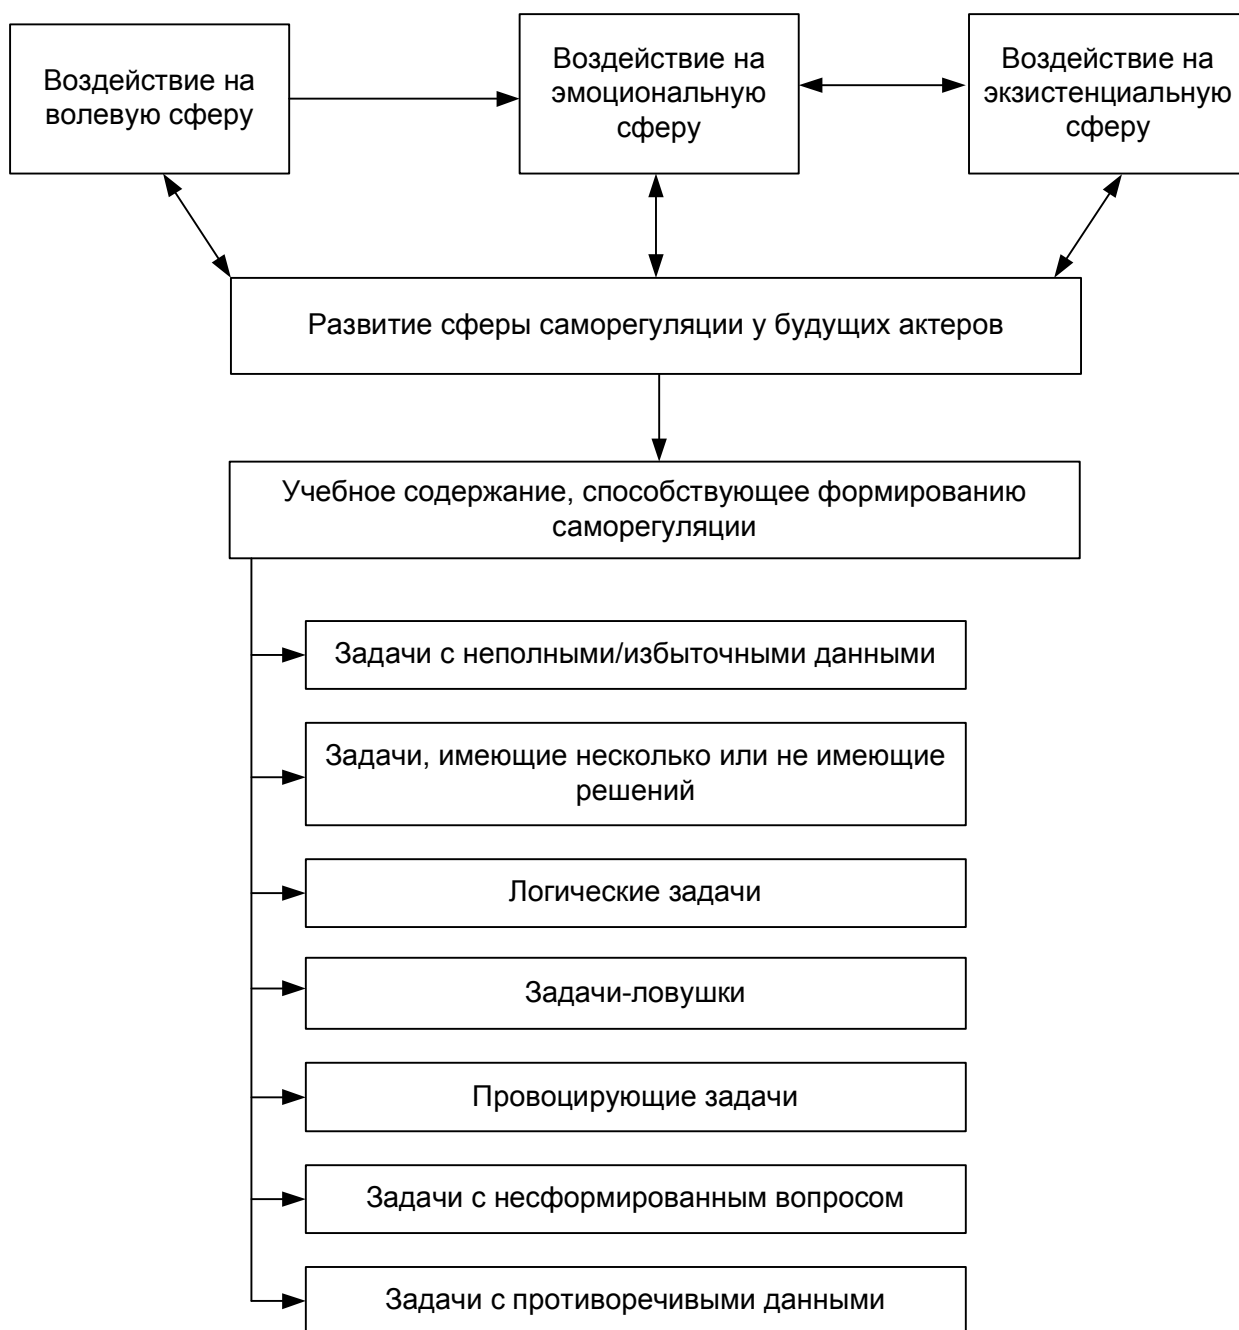 Воздействие на
волевую сферу
Воздействие на
эмоциональную
сферу
Воздействие на
экзистенциальную
сферу
Развитие сферы саморегуляции у будущих актеров
Учебное содержание, способствующее формированию
саморегуляции
Задачи с неполными/избыточными данными
Задачи, имеющие несколько или не имеющие
решений
Логические задачи
Задачи-ловушки
Провоцирующие задачи
Задачи с несформированным вопросом
Задачи с противоречивыми данными